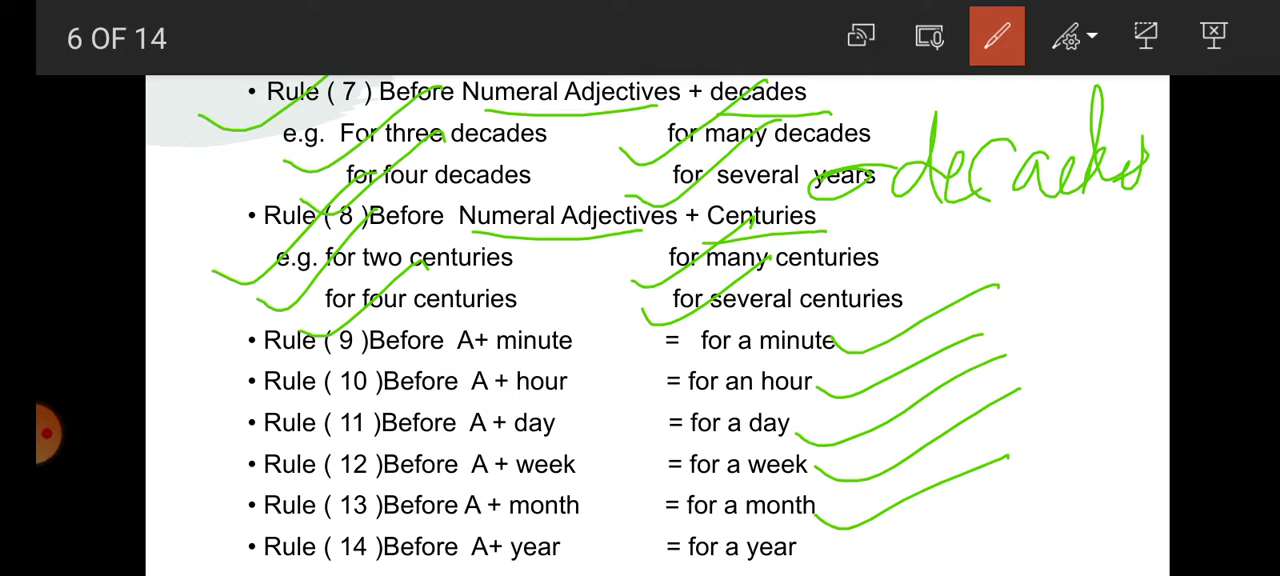 6 OF 14
• Rule ( 7 ) Before Numeral Adjectives + decades
e.g. For three decades for many decades
for four decades for several years decades
• Rule ( 8 )Before Numeral Adjectives + Centuries
e.g. for two centuries for many centuries
for four centuries for several centuries
• Rule ( 9 )Before A+ minute = for a minute
• Rule ( 10 )Before A + hour = for an hour
• Rule ( 11 )Before A + day = for a day
• Rule ( 12 )Before A + week = for a week
• Rule ( 13 )Before A + month = for a month
• Rule ( 14 )Before A+ year = for a year